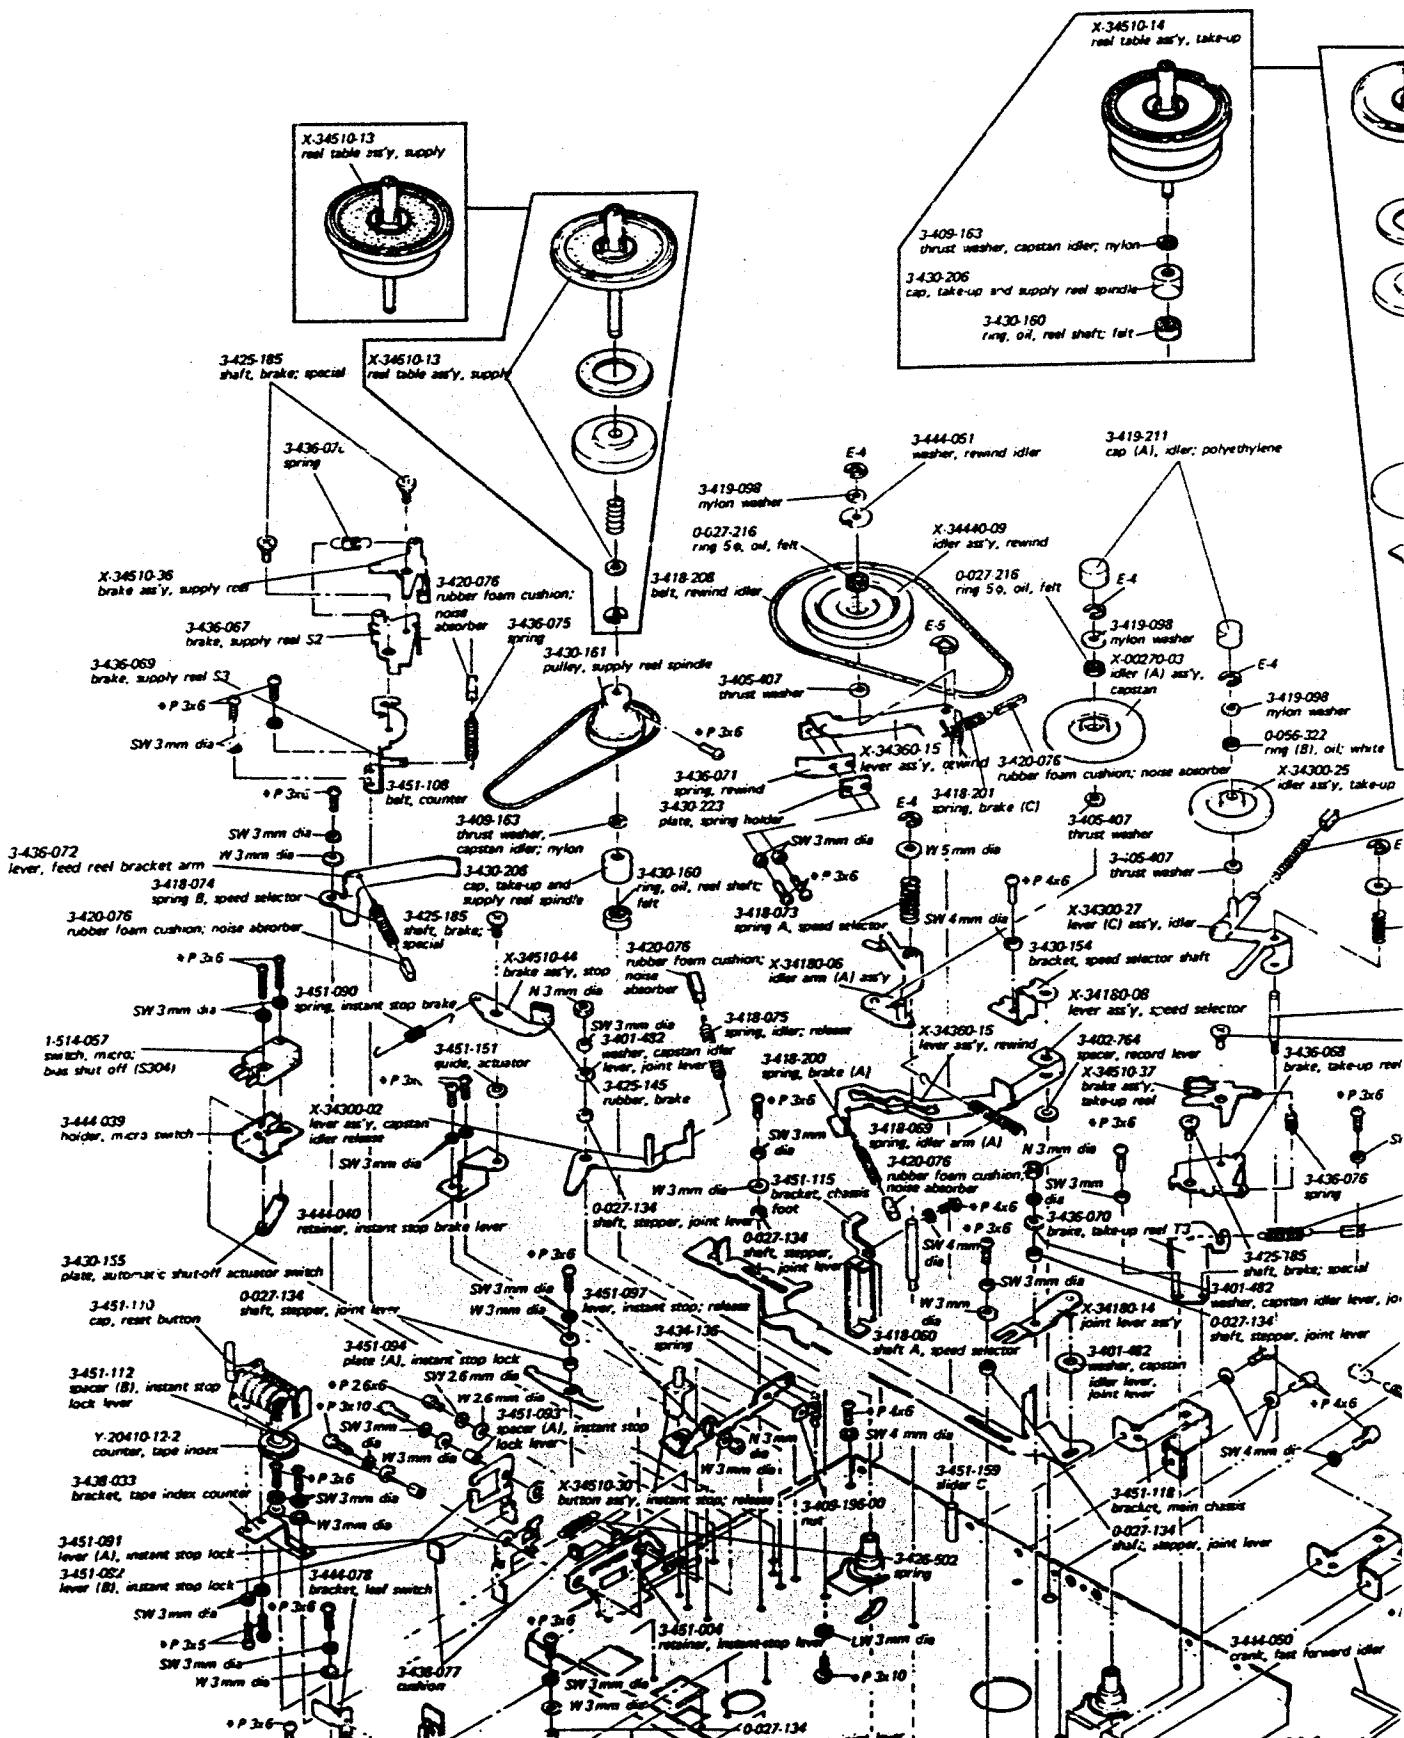 X-34510-14
reel table ass'y, take-up
X-34510-13
reel table ass'y, supply
3-409-163
thrust washer, capstan idler; nylon
3-430-206
cap, take-up and supply reel spindle
3-430-160
ring, oil, reel shaft; felt
3-425-185
shaft, brake; special
X-34510-13
reel table ass'y, supply
3-436-07
spring
E-4
3-444-051
washer, rewind idler
3-419-211
cap (A), idler; polyethylene
3-419-098
nylon washer
0-027-216
ring 5φ, oil, felt
X-34440-09
idler ass'y, rewind
X-34510-36
brake ass'y, supply reel
3-420-076
rubber foam cushion;
noise
absorber
3-418-208
belt, rewind idler
0-027-216
ring 5φ, oil, felt
E-4
3-436-067
brake, supply reel S2
3-436-075
spring
E-5
3-419-098
nylon washer
3-436-069
brake, supply reel S3
3-430-161
pulley, supply reel spindle
X-00270-03
idler (A) ass'y,
capstan
E-4
+P 3x6
3-405-407
thrust washer
3-419-098
nylon washer
SW 3 mm dia
+P 3x6
0-056-322
ring (B), oil; white
X-34360-15
lever ass'y, rewind
3-420-076
rubber foam cushion; noise absorber
X-34300-25
idler ass'y, take-up
+P 3x6
3-451-108
belt, counter
3-436-071
spring, rewind
3-430-223
plate, spring holder
3-418-201
spring, brake (C)
E-4
3-405-407
thrust washer
SW 3 mm dia
3-409-163
thrust washer,
capstan idler; nylon
SW 3 mm dia
W 5 mm dia
3-405-407
thrust washer
3-436-072
lever, feed reel bracket arm
W 3 mm dia
3-418-074
spring B, speed selector
3-430-206
cap, take-up and
supply reel spindle
3-430-160
ring, oil, reel shaft;
felt
+P 3x6
+P 4x6
3-420-076
rubber foam cushion; noise absorber
3-425-185
shaft, brake;
special
3-418-073
spring A, speed selector
SW 4 mm dia
X-34300-27
lever (C) ass'y, idler
+P 3x6
X-34510-44
brake ass'y, stop
3-420-076
rubber foam cushion;
noise
absorber
X-34180-06
idler arm (A) ass'y
3-430-154
bracket, speed selector shaft
N 3 mm dia
SW 3 mm dia
3-451-090
spring, instant stop brake
X-34180-08
lever ass'y, speed selector
SW 3 mm dia
3-418-075
spring, idler; release
1-514-057
switch, micro;
bias shut off (S304)
3-401-482
washer, capstan idler
lever, joint lever
X-34360-15
lever ass'y, rewind
3-402-764
spacer, record lever
3-436-068
brake, take-up reel
3-451-151
guide, actuator
3-418-200
spring, brake (A)
X-34510-37
brake ass'y,
take-up reel
3-425-145
rubber, brake
+P 3x6
+P 3x6
3-444-039
holder, micro switch
X-34300-02
lever ass'y, capstan
idler release
+P 3x6
3-418-069
spring, idler arm (A)
SW 3 mm
dia
N 3 mm dia
SW 3 mm dia
3-420-076
rubber foam cushion;
noise absorber
W 3 mm dia
3-451-115
bracket, chassis
foot
SW 3 mm
dia
3-436-076
spring
3-444-040
retainer, instant stop brake lever
0-027-134
shaft, stepper, joint lever
+P 4x6
+P 3x6
3-436-070
brake, take-up reel T3
0-027-134
shaft, stepper,
joint lever
SW 4 mm
dia
3-430-155
plate, automatic shut-off actuator switch
+P 3x6
3-425-185
shaft, brake; special
SW 3 mm dia
0-027-134
shaft, stepper, joint lever
SW 3 mm dia
3-451-097
lever, instant stop; release
3-401-482
washer, capstan idler lever, jo
3-451-110
cap, reset button
W 3 mm dia
W 3 mm
dia
X-34180-14
joint lever ass'y
0-027-134
shaft, stepper, joint lever
3-434-136
spring
3-451-094
plate (A), instant stop lock
3-418-060
shaft A, speed selector
3-401-482
washer, capstan
idler lever,
joint lever
3-451-112
spacer (B), instant stop
lock lever
SW 2.6 mm dia
+P 2.6x6
W 2.6 mm dia
+P 3x10
3-451-093
spacer (A), instant stop
lock lever
+P 4x6
+P 4x6
SW 3 mm
dia
Y-20410-12-2
counter, tape index
W 3 mm dia
N 3 mm
dia
SW 4 mm dia
SW 4 mm dia
W 3 mm dia
3-438-033
bracket, tape index counter
+P 3x6
SW 3 mm dia
X-34510-30
button ass'y, instant stop; release
3-451-159
slider C
3-451-118
bracket, main chassis
W 3 mm dia
3-409-196-00
nut
3-451-091
lever (A), instant stop lock
0-027-134
shaft, stepper, joint lever
lever (B), instant stop lock
3-444-078
bracket, leaf switch
3-426-502
spring
+P 3x6
SW 3 mm dia
+P 3x6
3-451-004
retainer, instant-stop lever
LW 3 mm dia
3-444-050
crank, fast forward idler
SW 3 mm dia
3-438-077
cushion
+P 3x10
W 3 mm dia
SW 3 mm dia
W 3 mm dia
+P 3x6
0-027-134